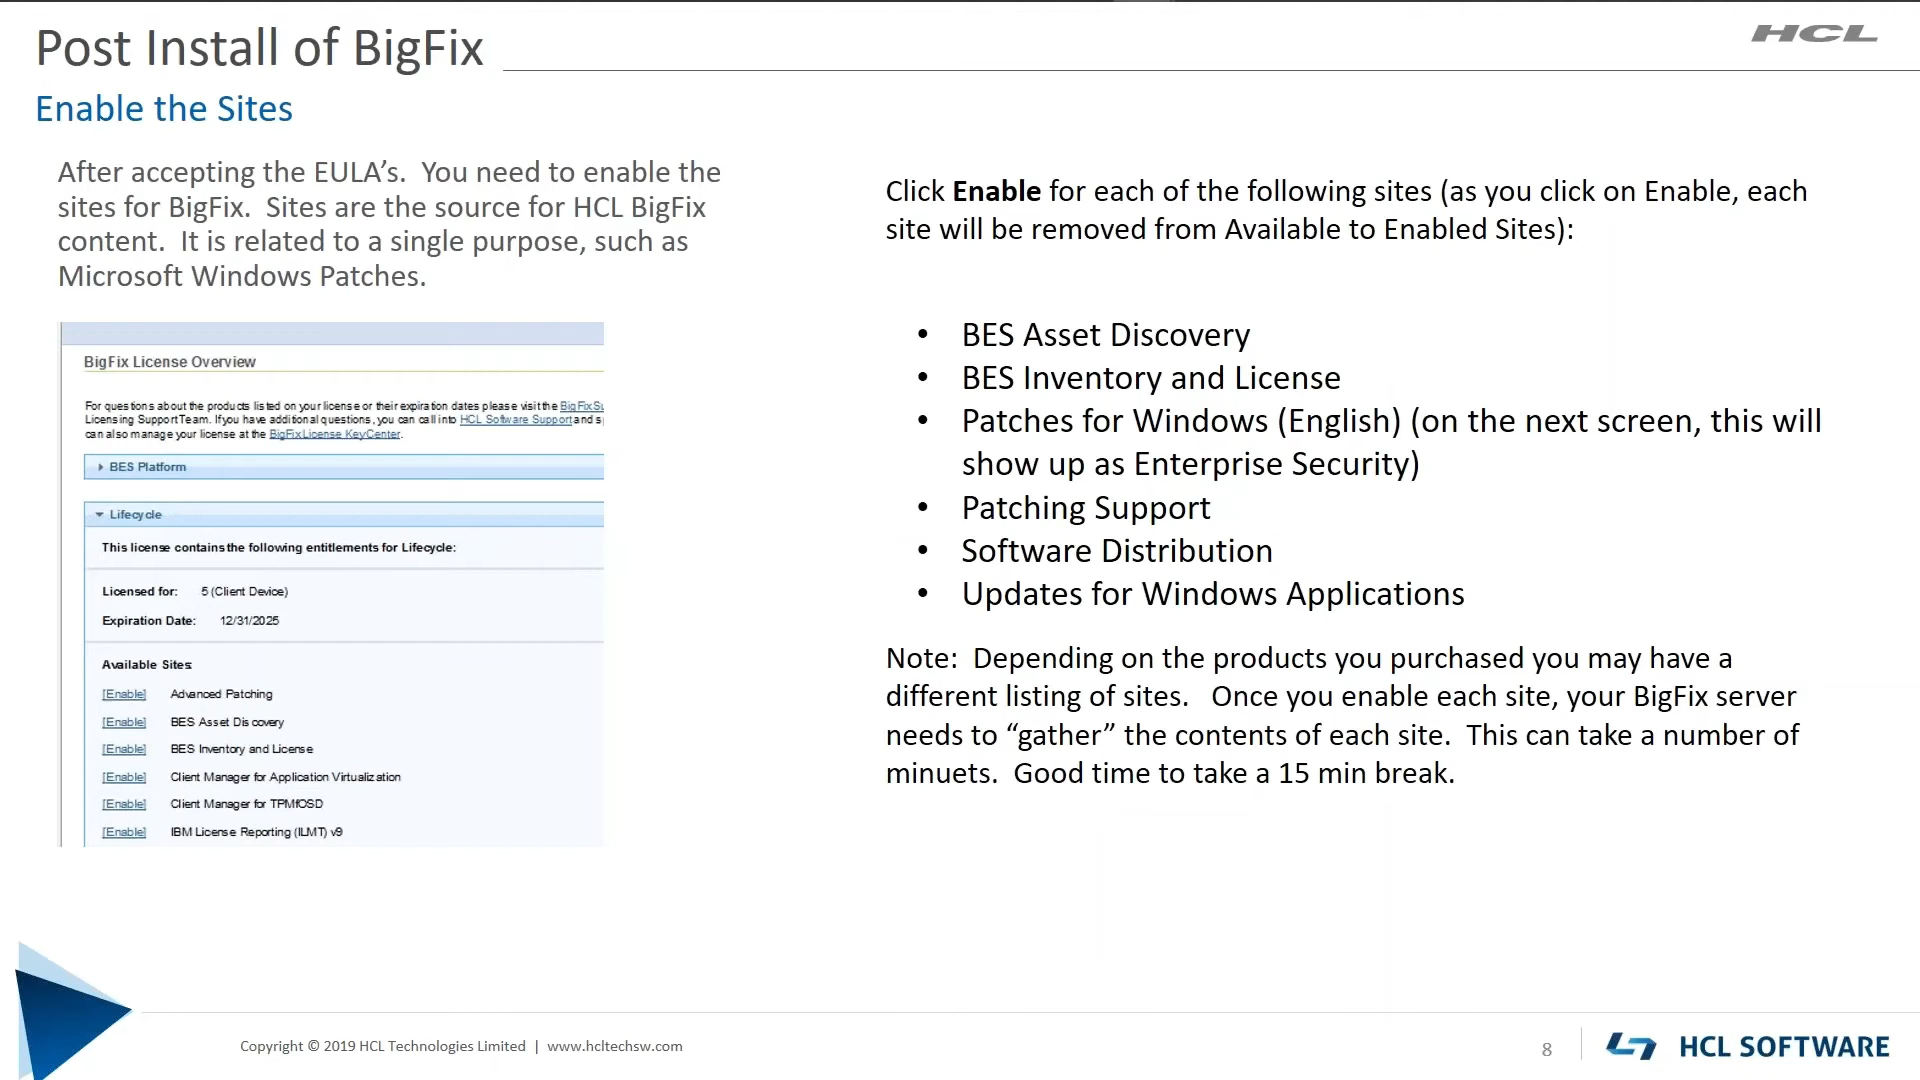 Post Install of BigFix
HCL
Enable the Sites
After accepting the EULA’s.  You need to enable the
sites for BigFix.  Sites are the source for HCL BigFix
content.  It is related to a single purpose, such as
Microsoft Windows Patches.
BigFix License Overview
For questions about the products listed on your license or their expiration dates please visit the BigFix Su
Licensing Support Team. If you have additional questions, you can call into HCL Software Support and s
can also manage your license at the BigFix License Key Center.
BES Platform
Lifecycle
This license contains the following entitlements for Lifecycle:
Licensed for: 5 (Client Device)
Expiration Date: 12/31/2025
Available Sites:
[Enable] Advanced Patching
[Enable] BES Asset Discovery
[Enable] BES Inventory and License
[Enable] Client Manager for Application Virtualization
[Enable] Client Manager for TPMfOSD
[Enable] IBM License Reporting (ILMT) v9
Click Enable for each of the following sites (as you click on Enable, each
site will be removed from Available to Enabled Sites):
• BES Asset Discovery
• BES Inventory and License
• Patches for Windows (English) (on the next screen, this will
show up as Enterprise Security)
• Patching Support
• Software Distribution
• Updates for Windows Applications
Note:  Depending on the products you purchased you may have a
different listing of sites.   Once you enable each site, your BigFix server
needs to “gather” the contents of each site.  This can take a number of
minuets.  Good time to take a 15 min break.
Copyright © 2019 HCL Technologies Limited  |  www.hcltechsw.com
8
HCL SOFTWARE